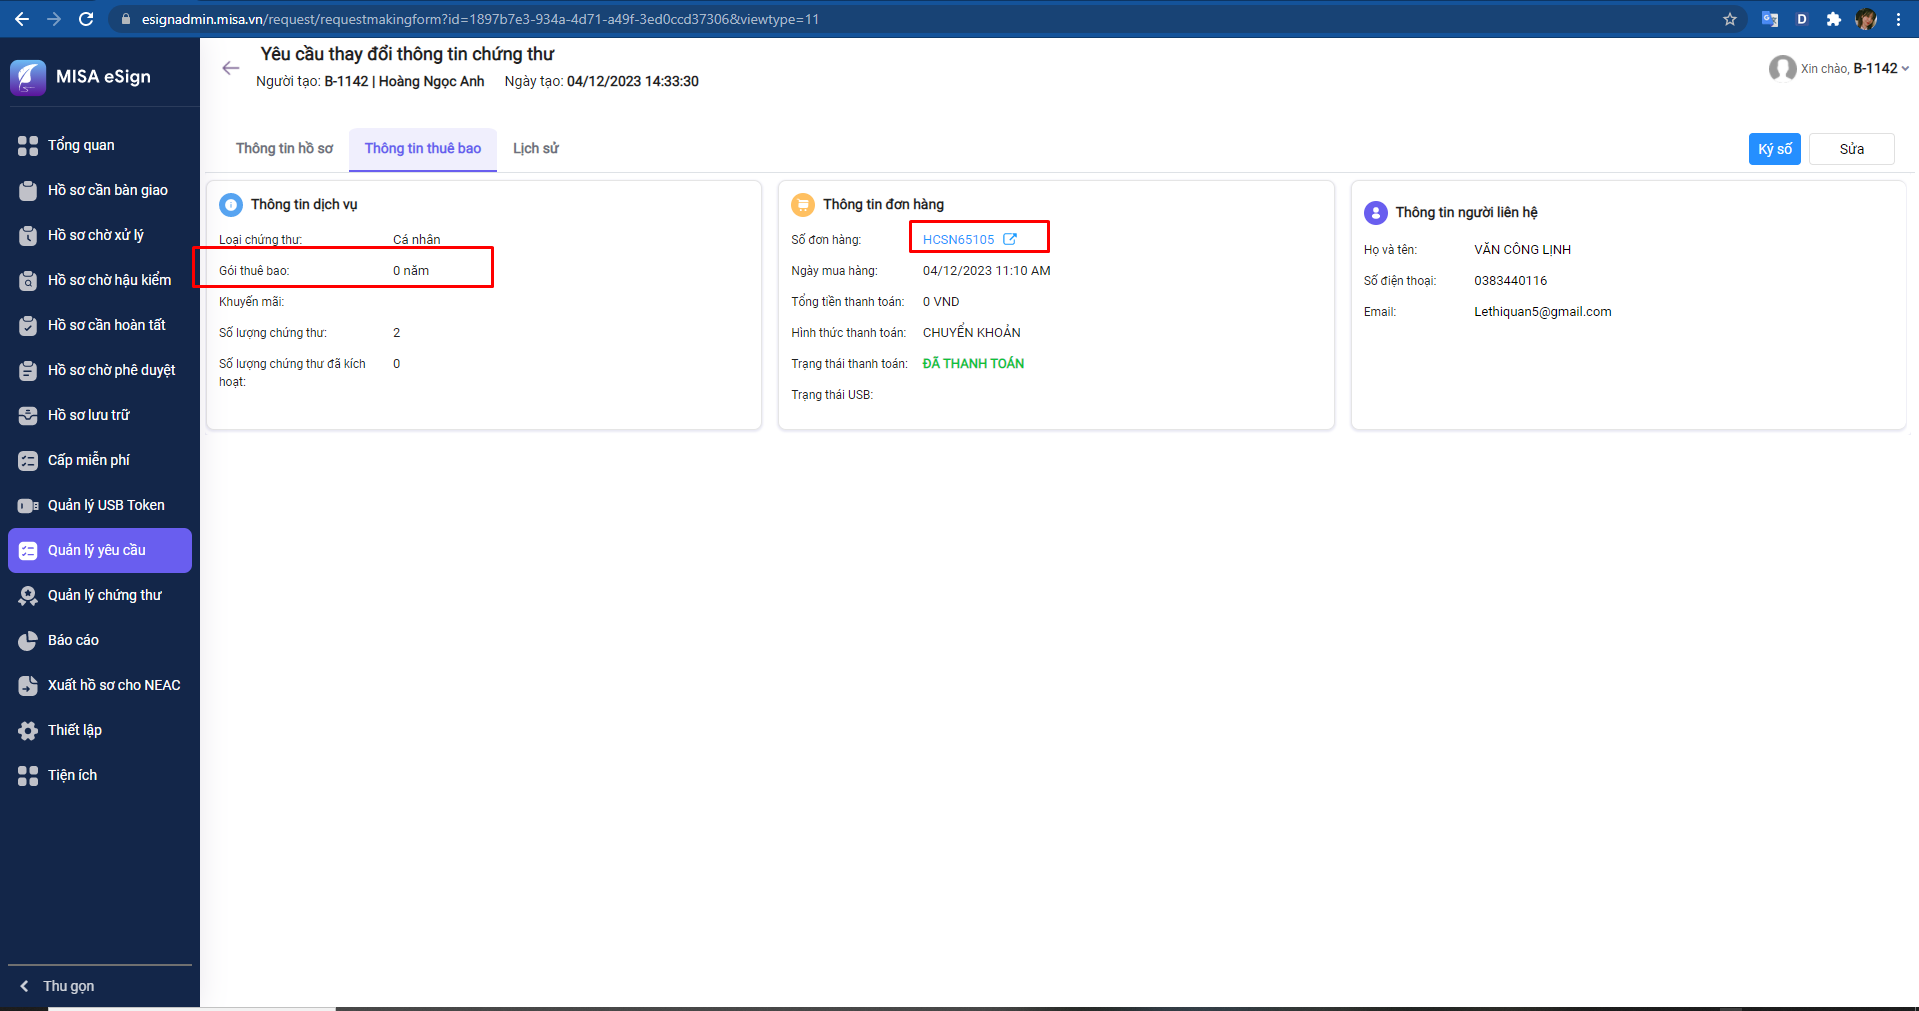 esignadmin.misa.vn/request/requestmakingform?id=1897b7e3-934a-4d71-a49f-3ed0ccd37306&viewtype=11
MISA eSign
Tổng quan
Hồ sơ cần bàn giao
Hồ sơ chờ xử lý
Hồ sơ chờ hậu kiểm
Hồ sơ cần hoàn tất
Hồ sơ chờ phê duyệt
Hồ sơ lưu trữ
Cấp miễn phí
Quản lý USB Token
Quản lý yêu cầu
Quản lý chứng thư
Báo cáo
Xuất hồ sơ cho NEAC
Thiết lập
Tiện ích
Thu gọn
Yêu cầu thay đổi thông tin chứng thư
Người tạo: B-1142 | Hoàng Ngọc Anh Ngày tạo: 04/12/2023 14:33:30
Xin chào, B-1142
Thông tin hồ sơ Thông tin thuê bao Lịch sử
Ký số Sửa
Thông tin dịch vụ
Loại chứng thư: Cá nhân
Gói thuê bao: 0 năm
Khuyến mãi:
Số lượng chứng thư: 2
Số lượng chứng thư đã kích 0
hoạt:
Thông tin đơn hàng
Số đơn hàng: HCSN65105
Ngày mua hàng: 04/12/2023 11:10 AM
Tổng tiền thanh toán: 0 VND
Hình thức thanh toán: CHUYỂN KHOẢN
Trạng thái thanh toán: ĐÃ THANH TOÁN
Trạng thái USB:
Thông tin người liên hệ
Họ và tên: VĂN CÔNG LỊNH
Số điện thoại: 0383440116
Email: Lethiquan5@gmail.com